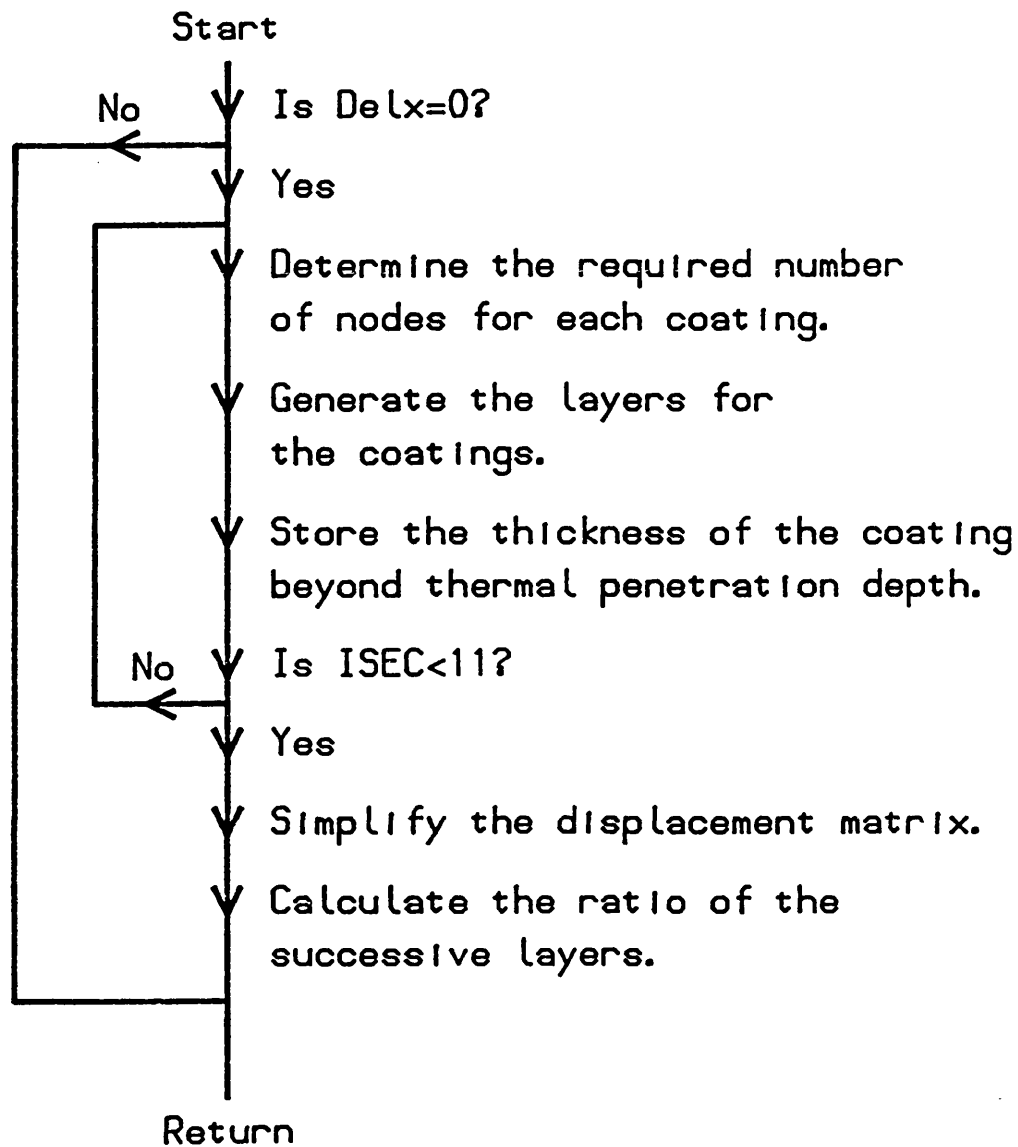 Start
No
Is Delx=0?
Yes
Determine the required number
of nodes for each coating.
Generate the layers for
the coatings.
Store the thickness of the coating
beyond thermal penetration depth.
No
Is ISEC<11?
Yes
Simplify the displacement matrix.
Calculate the ratio of the
successive layers.
Return